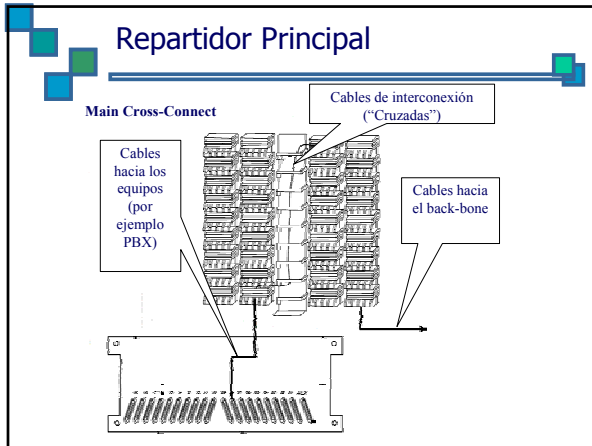 Repartidor Principal
Main Cross-Connect
Cables de interconexión
(“Cruzadas”)
Cables
hacia los
equipos
(por
ejemplo
PBX)
Cables hacia
el back-bone